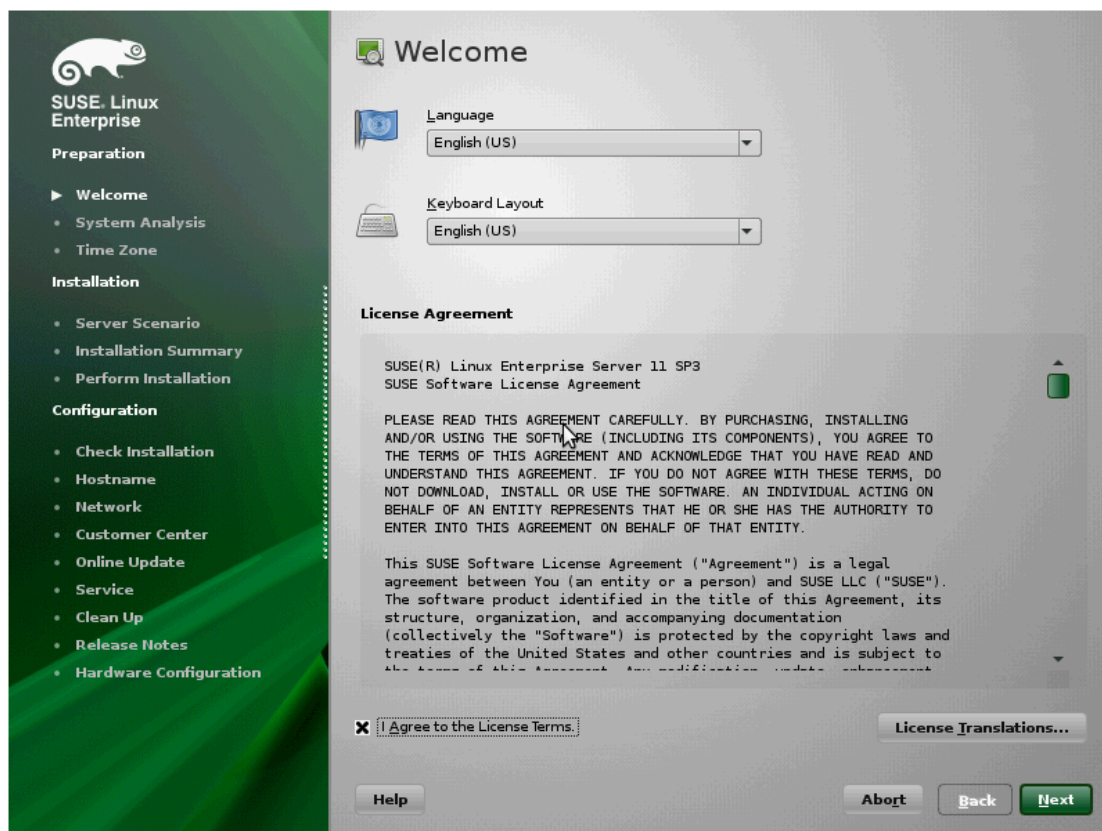 SUSE. Linux
Enterprise
Preparation
Welcome
System Analysis
Time Zone
Installation
Server Scenario
Installation Summary
Perform Installation
Configuration
Check Installation
Hostname
Network
Customer Center
Online Update
Service
Clean Up
Release Notes
Hardware Configuration
Welcome
Language
English (US)
Keyboard Layout
English (US)
License Agreement
SUSE(R) Linux Enterprise Server 11 SP3
SUSE Software License Agreement
PLEASE READ THIS AGREEMENT CAREFULLY. BY PURCHASING, INSTALLING
AND/OR USING THE SOFTWARE (INCLUDING ITS COMPONENTS), YOU AGREE TO
THE TERMS OF THIS AGREEMENT AND ACKNOWLEDGE THAT YOU HAVE READ AND
UNDERSTAND THIS AGREEMENT. IF YOU DO NOT AGREE WITH THESE TERMS, DO
NOT DOWNLOAD, INSTALL OR USE THE SOFTWARE. AN INDIVIDUAL ACTING ON
BEHALF OF AN ENTITY REPRESENTS THAT HE OR SHE HAS THE AUTHORITY TO
ENTER INTO THIS AGREEMENT ON BEHALF OF THAT ENTITY.
This SUSE Software License Agreement ("Agreement") is a legal
agreement between You (an entity or a person) and SUSE LLC ("SUSE").
The software product identified in the title of this Agreement, its
structure, organization, and accompanying documentation
(collectively the "Software") is protected by the copyright laws and
treaties of the United States and other countries and is subject to
the terms of this Agreement. Any modification, update, enhancement
I Agree to the License Terms.
License Translations...
Help
Abort
Back
Next